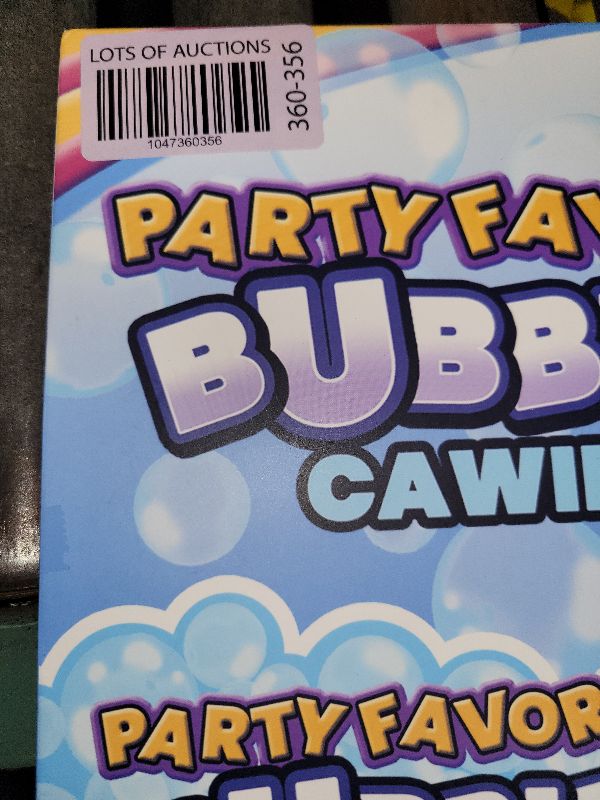 LOTS OF AUCTIONS
1047360356
360-356
PARTY FAV
BUBB
CAWI
PARTY FAVOR